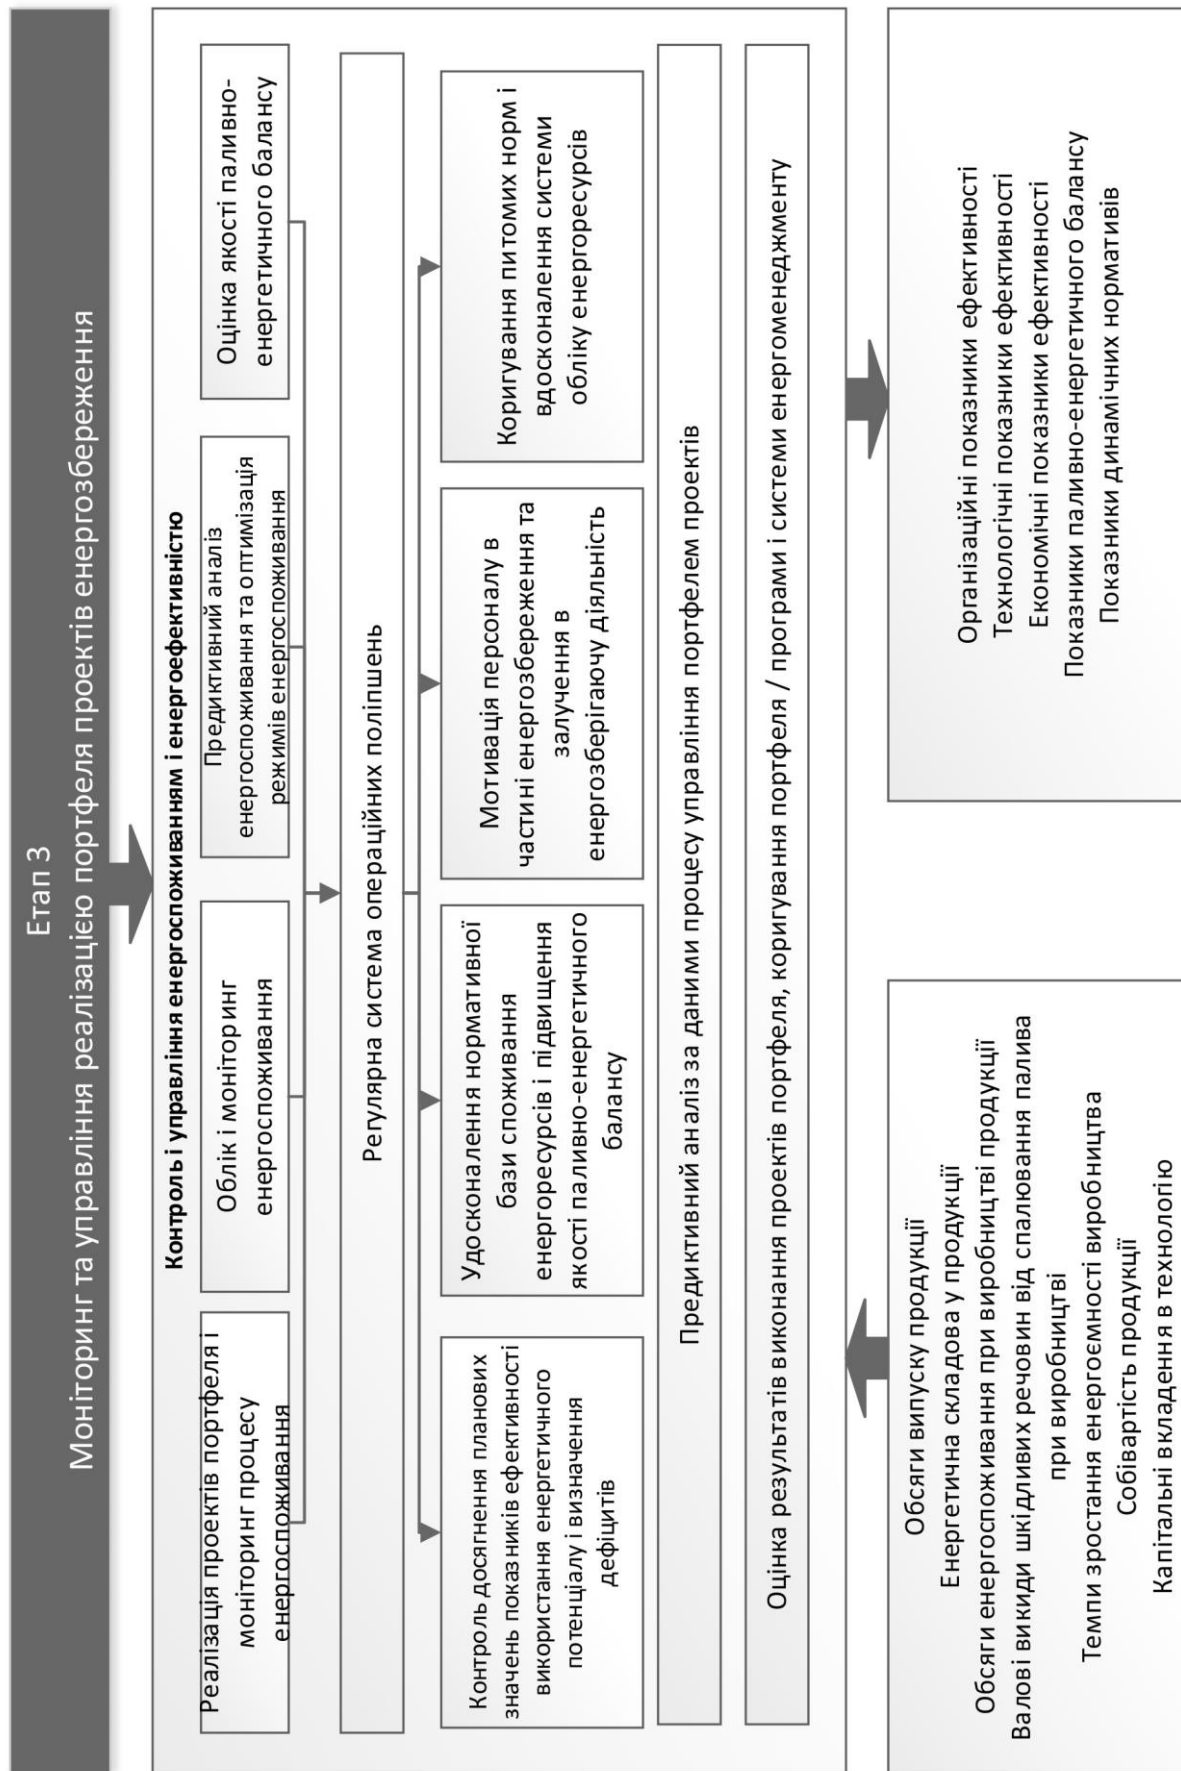 Етап 3
Моніторинг та управління реалізацією портфеля проектів енергозбереження
Контроль і управління енергоспоживанням і енергоефективністю
Реалізація проектів портфеля і
моніторинг процесу
енергоспоживання
Облік і моніторинг
енергоспоживання
Предиктивний аналіз
енергоспоживання та оптимізація
режимів енергоспоживання
Оцінка якості паливно-
енергетичного балансу
Регулярна система операційних поліпшень
Контроль досягнення планових
значень показників ефективності
використання енергетичного
потенціалу і визначення
дефіцитів
Удосконалення нормативної
бази споживання
енергоресурсів і підвищення
якості паливно-енергетичного
балансу
Мотивація персоналу в
частині енергозбереження та
залучення в
енергозберігаючу діяльність
Коригування питомих норм і
вдосконалення системи
обліку енергоресурсів
Предиктивний аналіз за даними процесу управління портфелем проектів
Оцінка результатів виконання проектів портфеля, коригування портфеля / програми і системи енергоменеджменту
Обсяги випуску продукції
Енергетична складова у продукції
Обсяги енергоспоживання при виробництві продукції
Валові викиди шкідливих речовин від спалювання палива
при виробництві
Темпи зростання енергоємності виробництва
Собівартість продукції
Капітальні вкладення в технологію
Організаційні показники ефективності
Технологічні показники ефективності
Економічні показники ефективності
Показники паливно-енергетичного балансу
Показники динамічних нормативів